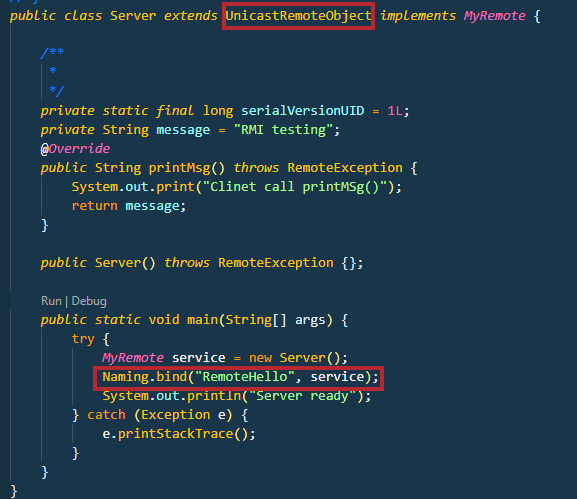 public class Server extends UnicastRemoteObject implements MyRemote {
/**
*
*/
private static final long serialVersionUID = 1L;
private String message = "RMI testing";
@Override
public String printMsg() throws RemoteException {
System.out.print("Clinet call printMSg()");
return message;
}
public Server() throws RemoteException {};
Run | Debug
public static void main(String[] args) {
try {
MyRemote service = new Server();
Naming.bind("RemoteHello", service);
System.out.println("Server ready");
} catch (Exception e) {
e.printStackTrace();
}
}
}